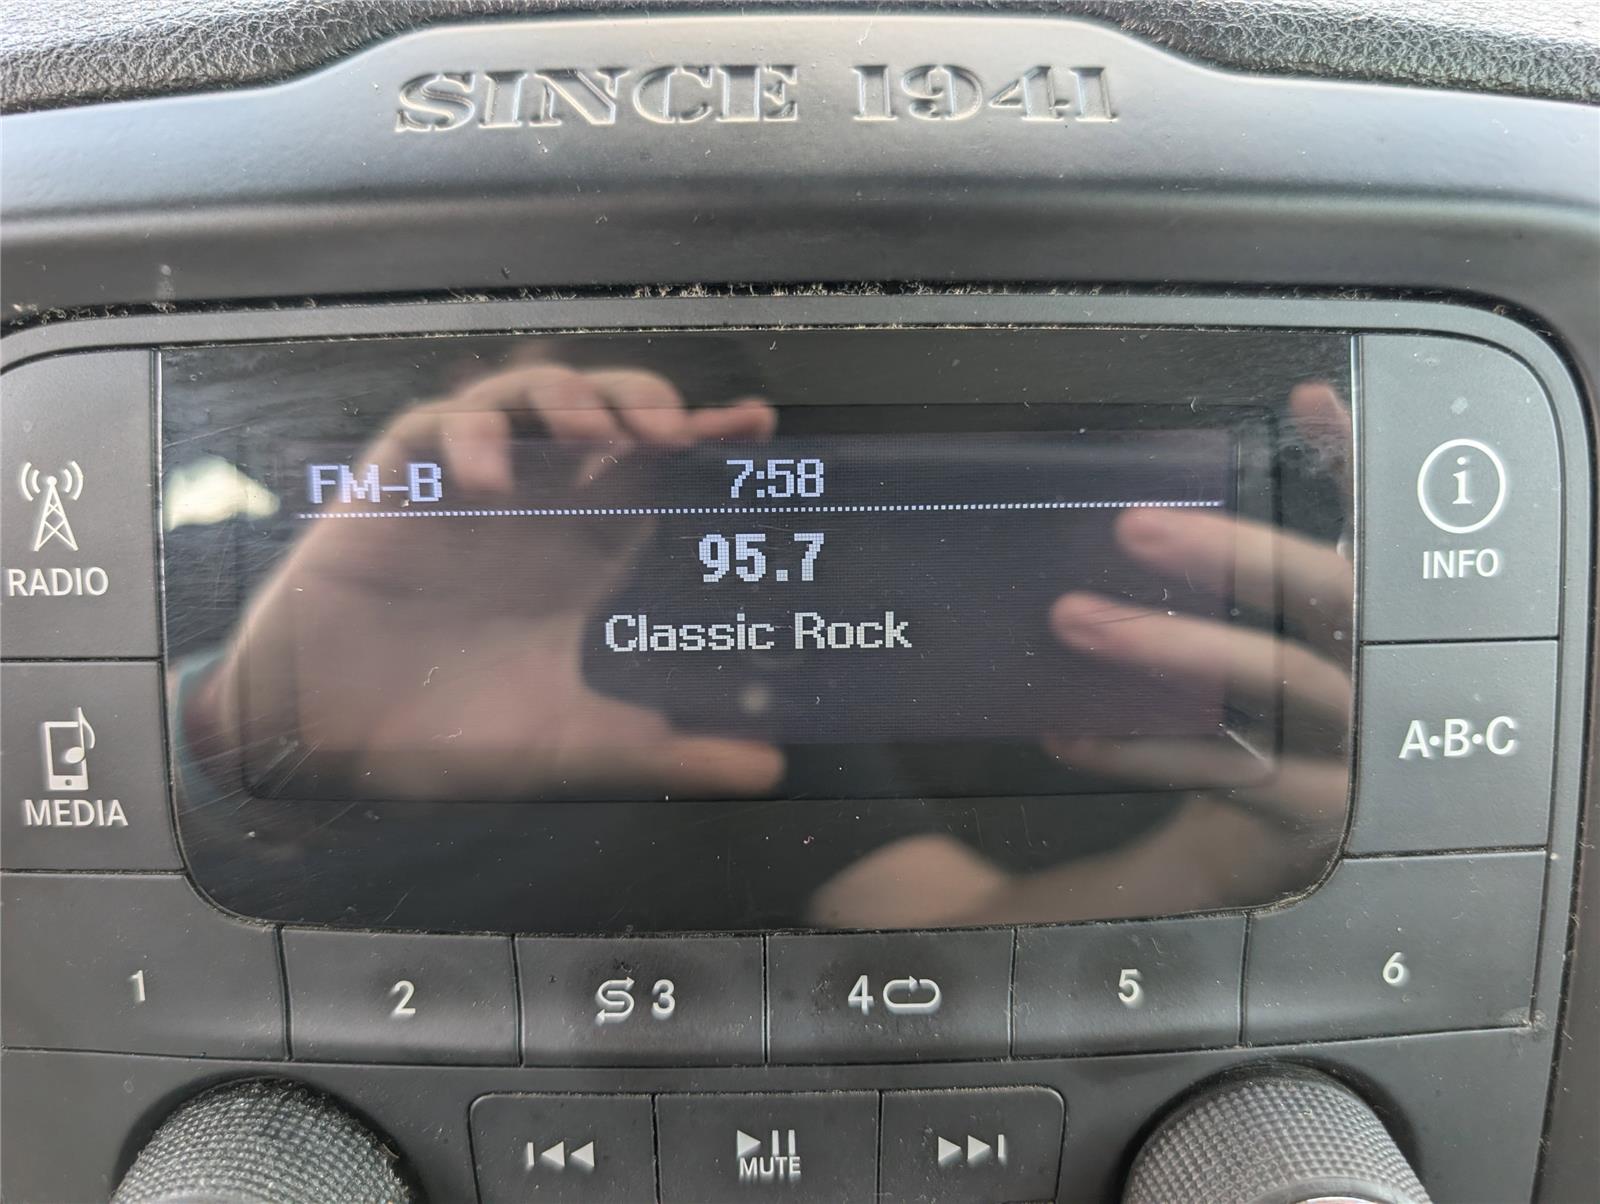 SINCE 1941
FM-B 7:58
95.7
Classic Rock
RADIO
MEDIA
i
INFO
A·B·C
1 2 3 4 5 6
MUTE